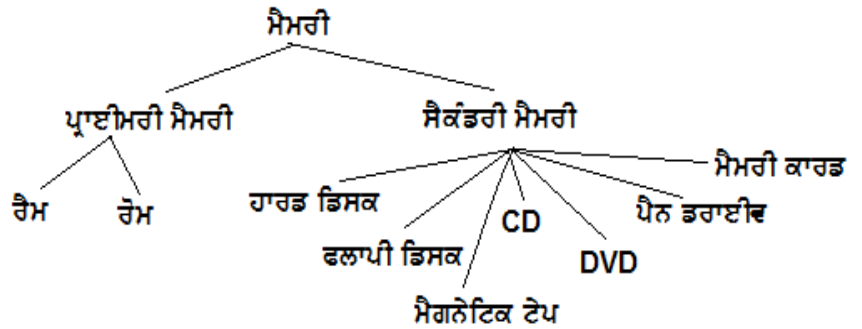 ਮੈਮਰੀ
ਪ੍ਰਾਈਮਰੀ ਮੈਮਰੀ
ਸੈਕੰਡਰੀ ਮੈਮਰੀ
ਰੈਮ
ਰੋਮ
ਹਾਰਡ ਡਿਸਕ
ਫਲਾਪੀ ਡਿਸਕ
ਮੈਗਨੇਟਿਕ ਟੇਪ
CD
DVD
ਪੈਨ ਡਰਾਈਵ
ਮੈਮਰੀ ਕਾਰਡ